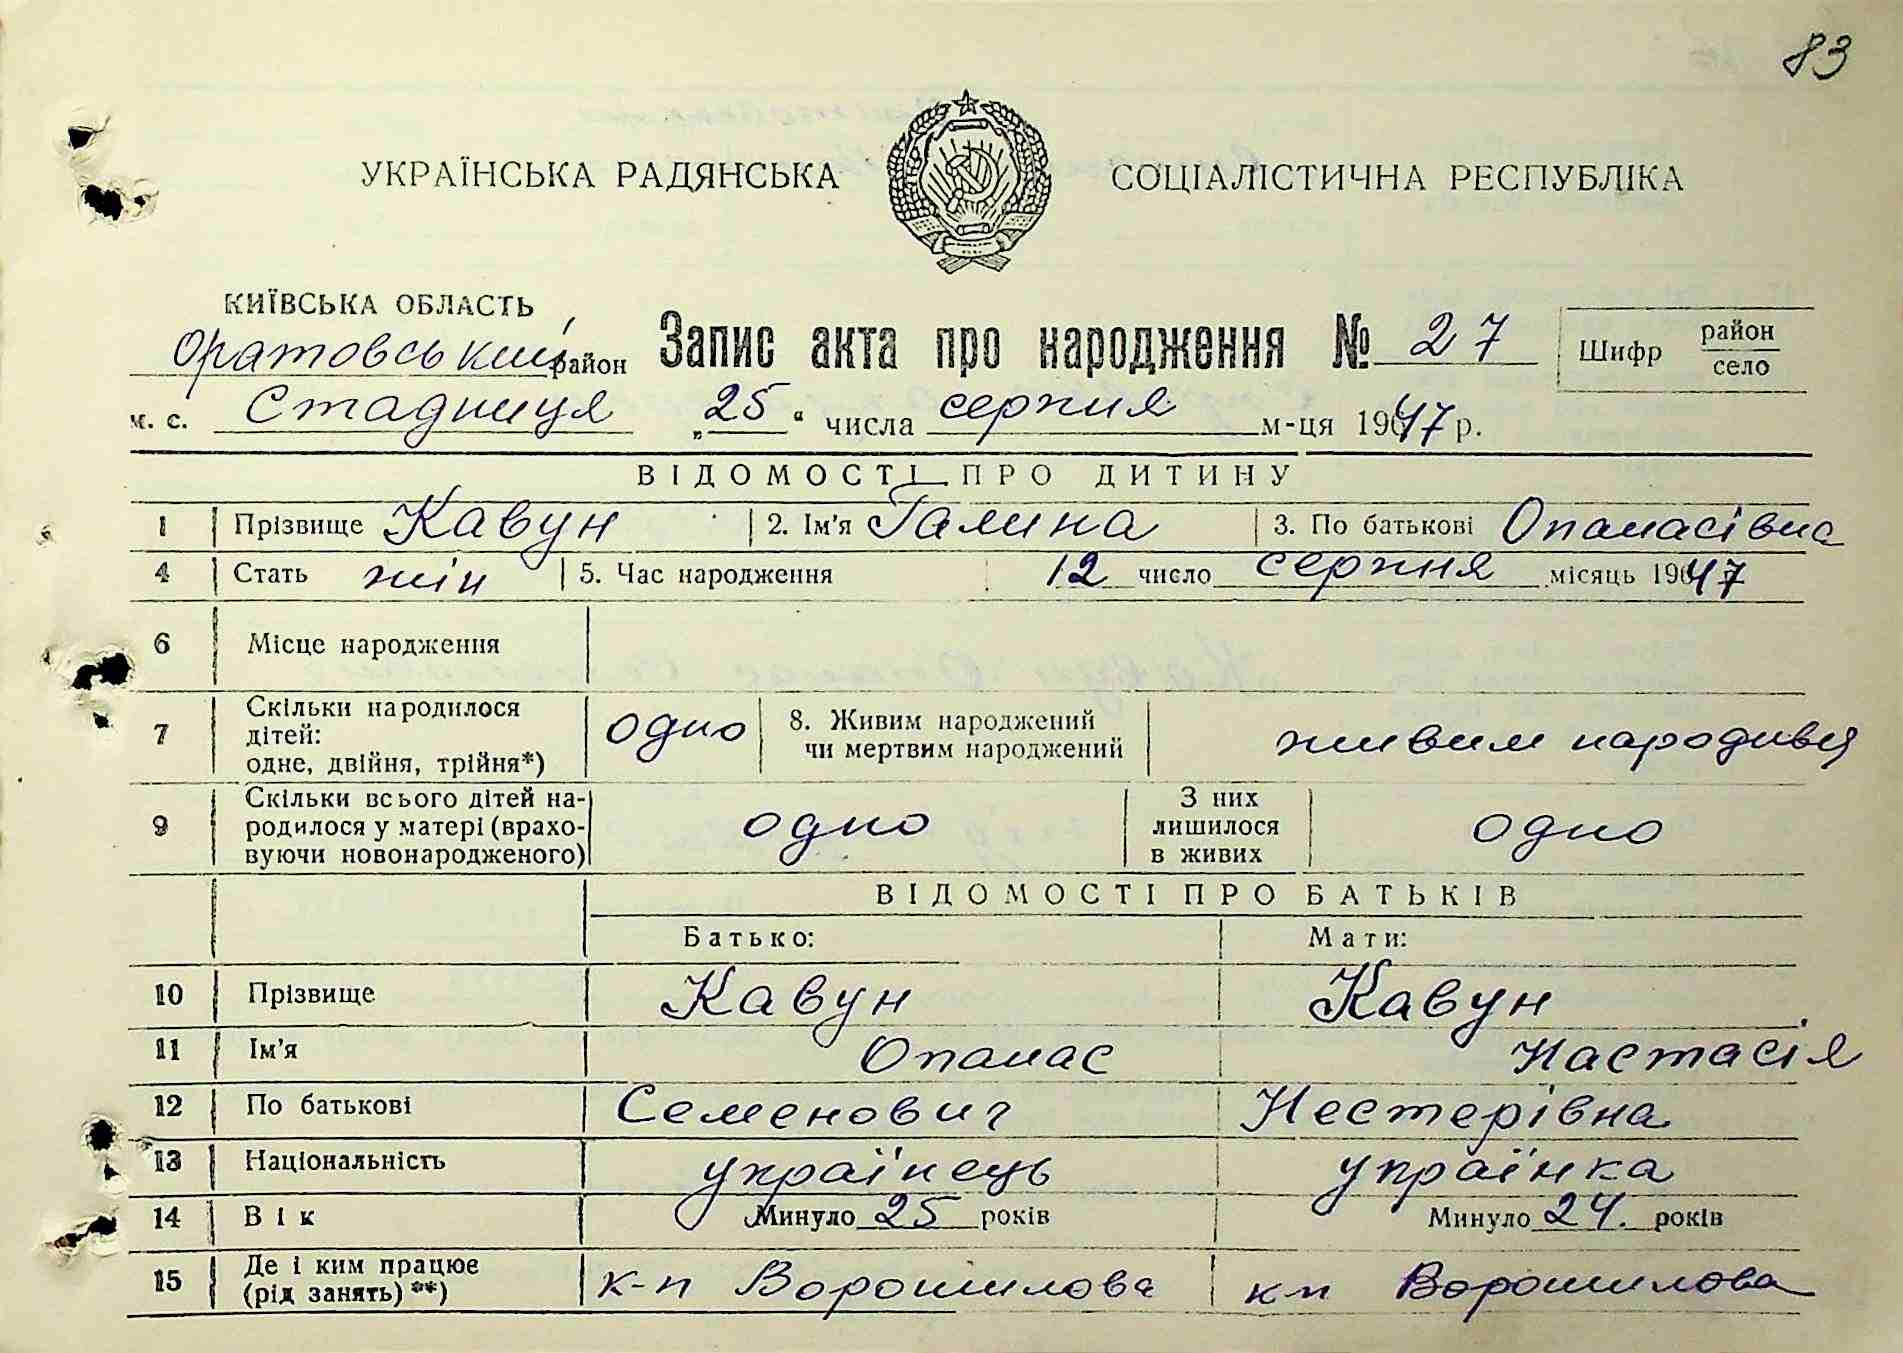 83
УКРАЇНСЬКА РАДЯНСЬКА СОЦІАЛІСТИЧНА РЕСПУБЛІКА
КИЇВСЬКА ОБЛАСТЬ
Оратовський район Запис акта про народження № 27 Шифр район село
м. с. Стадниця „25“ числа серпня м-ця 1947 р.
ВІДОМОСТІ ПРО ДИТИНУ
1 Прізвище Кавун 2. Ім'я Галина 3. По батькові Опанасівна
4 Стать жін 5. Час народження 12 число серпня місяць 1947
6 Місце народження
7 Скільки народилося дітей: одне, двійня, трійня*) одно 8. Живим народжений чи мертвим народжений живим народився
9 Скільки всього дітей народилося у матері (враховуючи новонародженого) одно З них лишилося в живих одно
ВІДОМОСТІ ПРО БАТЬКІВ
Батько: Мати:
10 Прізвище Кавун Кавун
11 Ім'я Опанас Настасія
12 По батькові Семенович Нестерівна
13 Національність українець українка
14 Вік Минуло 25 років Минуло 24. років
15 Де і ким працює (рід занять) **) к-п Ворошилова кп Ворошилова